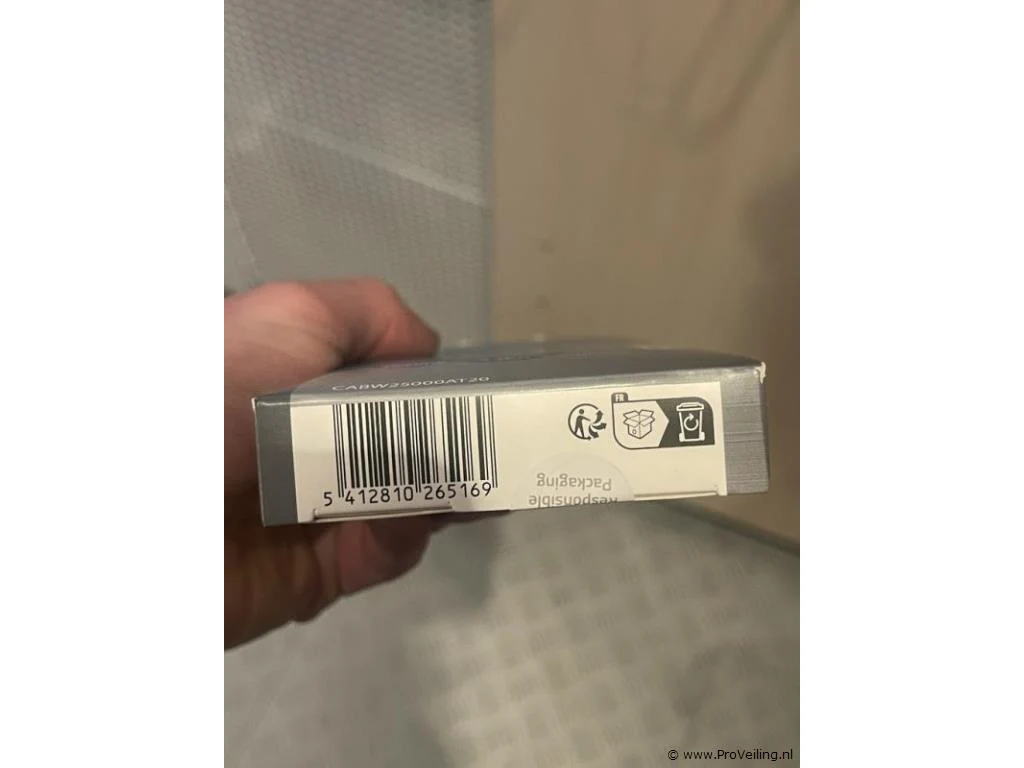 CABW25000AT20
5 412810 265169
FR
Responsible
Packaging
© www.ProVeiling.nl